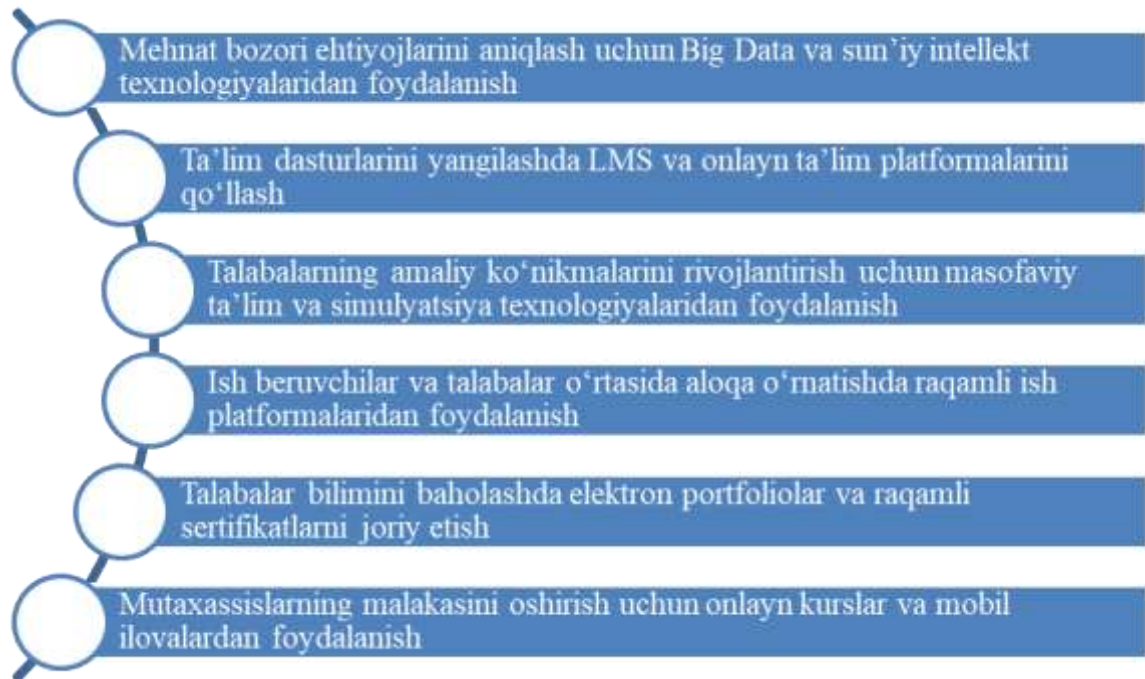 Mehnat bozori ehtiyojlarini aniqlash uchun Big Data va sun’iy intellekt
texnologiyalaridan foydalanish
Ta’lim dasturlarini yangilashda LMS va onlayn ta’lim platformalarini
qo‘llash
Talabalarning amaliy ko‘nikmalarini rivojlantirish uchun masofaviy
ta’lim va simulyatsiya texnologiyalaridan foydalanish
Ish beruvchilar va talabalar o‘rtasida aloqa o‘rnatishda raqamli ish
platformalaridan foydalanish
Talabalar bilimini baholashda elektron portfoliolar va raqamli
sertifikatlarni joriy etish
Mutaxassislarning malakasini oshirish uchun onlayn kurslar va mobil
ilovalardan foydalanish